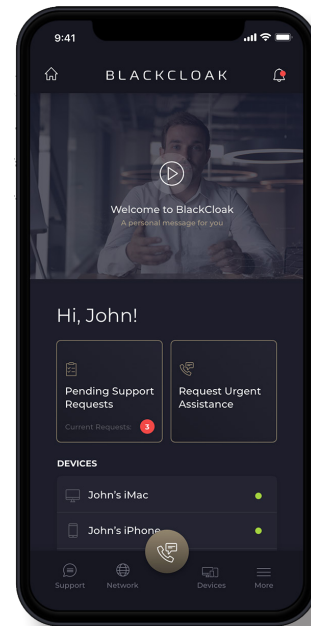 9:41
BLACKCLOAK
Welcome to BlackCloak
A personal message for you
Hi, John!
Pending Support
Requests
Current Requests: 3
Request Urgent
Assistance
DEVICES
John's iMac
John's iPhone
Support
Network
Devices
More